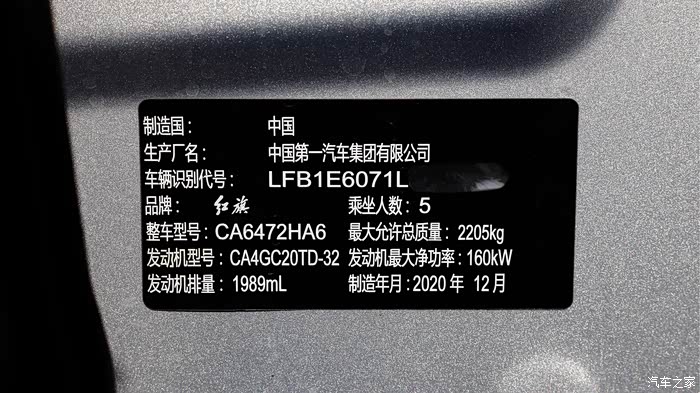 制造国： 中国
生产厂名： 中国第一汽车集团有限公司
车辆识别代号： LFB1E6071L
品牌： 红旗 乘坐人数：5
整车型号：CA6472HA6 最大允许总质量： 2205kg
发动机型号：CA4GC20TD-32 发动机最大净功率：160kW
发动机排量：1989mL 制造年月：2020 年 12 月
汽车之家